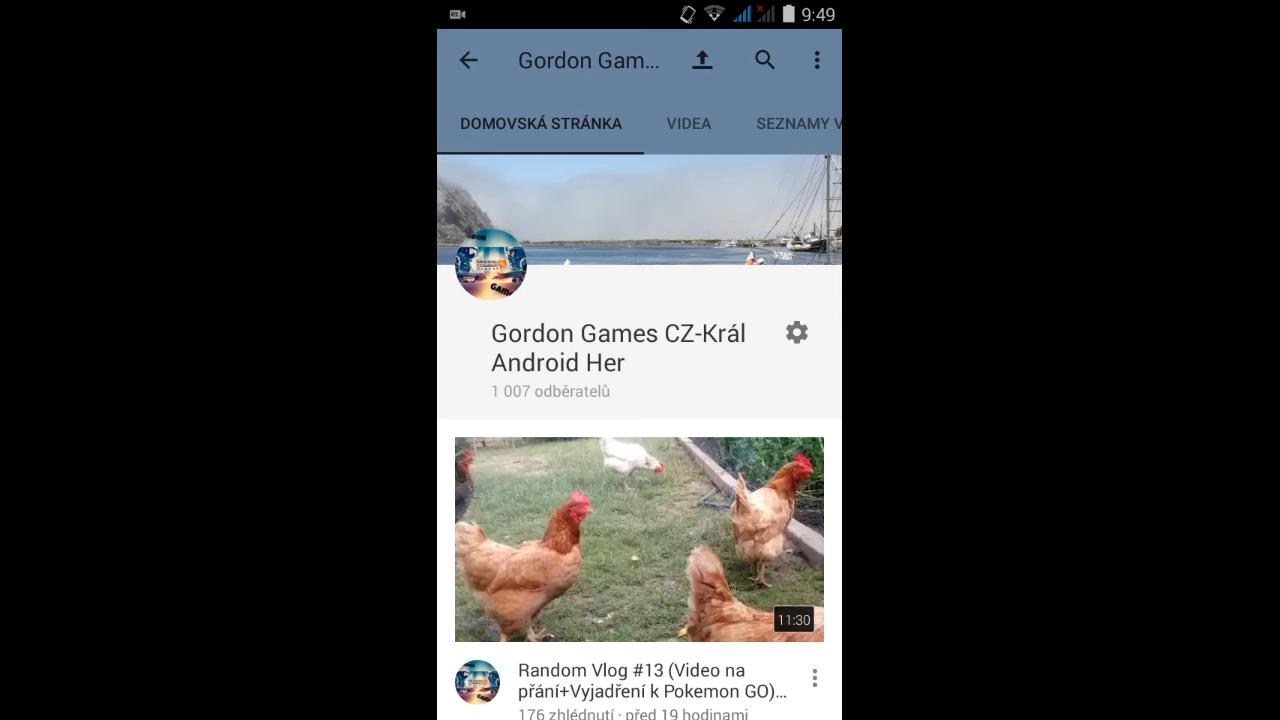 9:49
Gordon Gam...
DOMOVSKÁ STRÁNKA VIDEA SEZNAMY V
Gordon Games CZ-Král
Android Her
1 007 odběratelů
11:30
Random Vlog #13 (Video na
přání+Vyjadření k Pokemon GO)...
176 zhlédnutí · před 19 hodinami